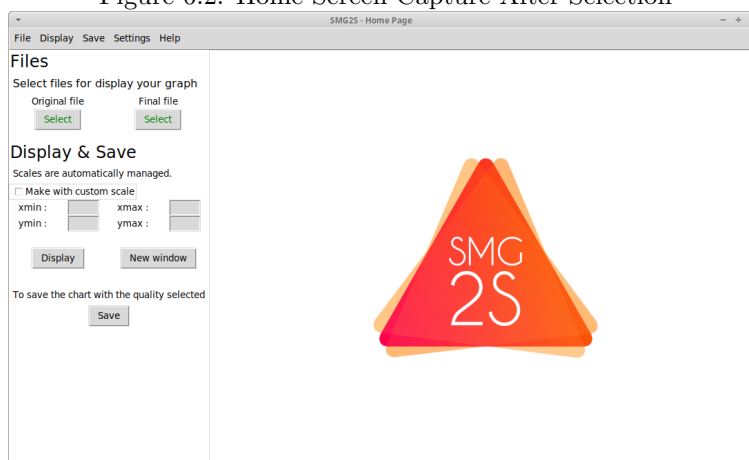 Figure 6.2: Home Screen Capture After Selection
SMG2S - Home Page
File Display Save Settings Help
Files
Select files for display your graph
Original file Final file
Select Select
Display & Save
Scales are automatically managed.
Make with custom scale
xmin : xmax :
ymin : ymax :
Display New window
To save the chart with the quality selected
Save
SMG
2S